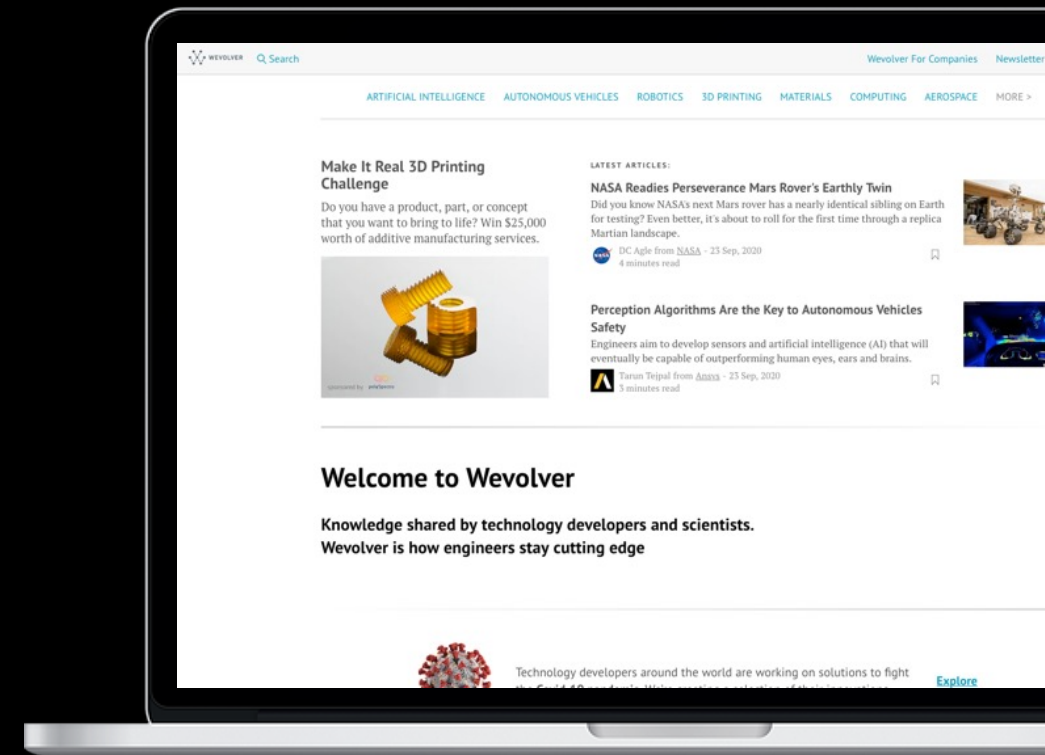 WEVOLVER Search
Wevolver For Companies Newsletter
ARTIFICIAL INTELLIGENCE AUTONOMOUS VEHICLES ROBOTICS 3D PRINTING MATERIALS COMPUTING AEROSPACE MORE >
Make It Real 3D Printing
Challenge
Do you have a product, part, or concept
that you want to bring to life? Win $25,000
worth of additive manufacturing services.
sponsored by
LATEST ARTICLES:
NASA Readies Perseverance Mars Rover's Earthly Twin
Did you know NASA's next Mars rover has a nearly identical sibling on Earth
for testing? Even better, it's about to roll for the first time through a replica
Martian landscape.
NASA
DC Agle from NASA - 23 Sep, 2020
4 minutes read
Perception Algorithms Are the Key to Autonomous Vehicles
Safety
Engineers aim to develop sensors and artificial intelligence (AI) that will
eventually be capable of outperforming human eyes, ears and brains.
Tarun Tejpal from Ansys - 23 Sep, 2020
3 minutes read
Welcome to Wevolver
Knowledge shared by technology developers and scientists.
Wevolver is how engineers stay cutting edge
Technology developers around the world are working on solutions to fight
Explore